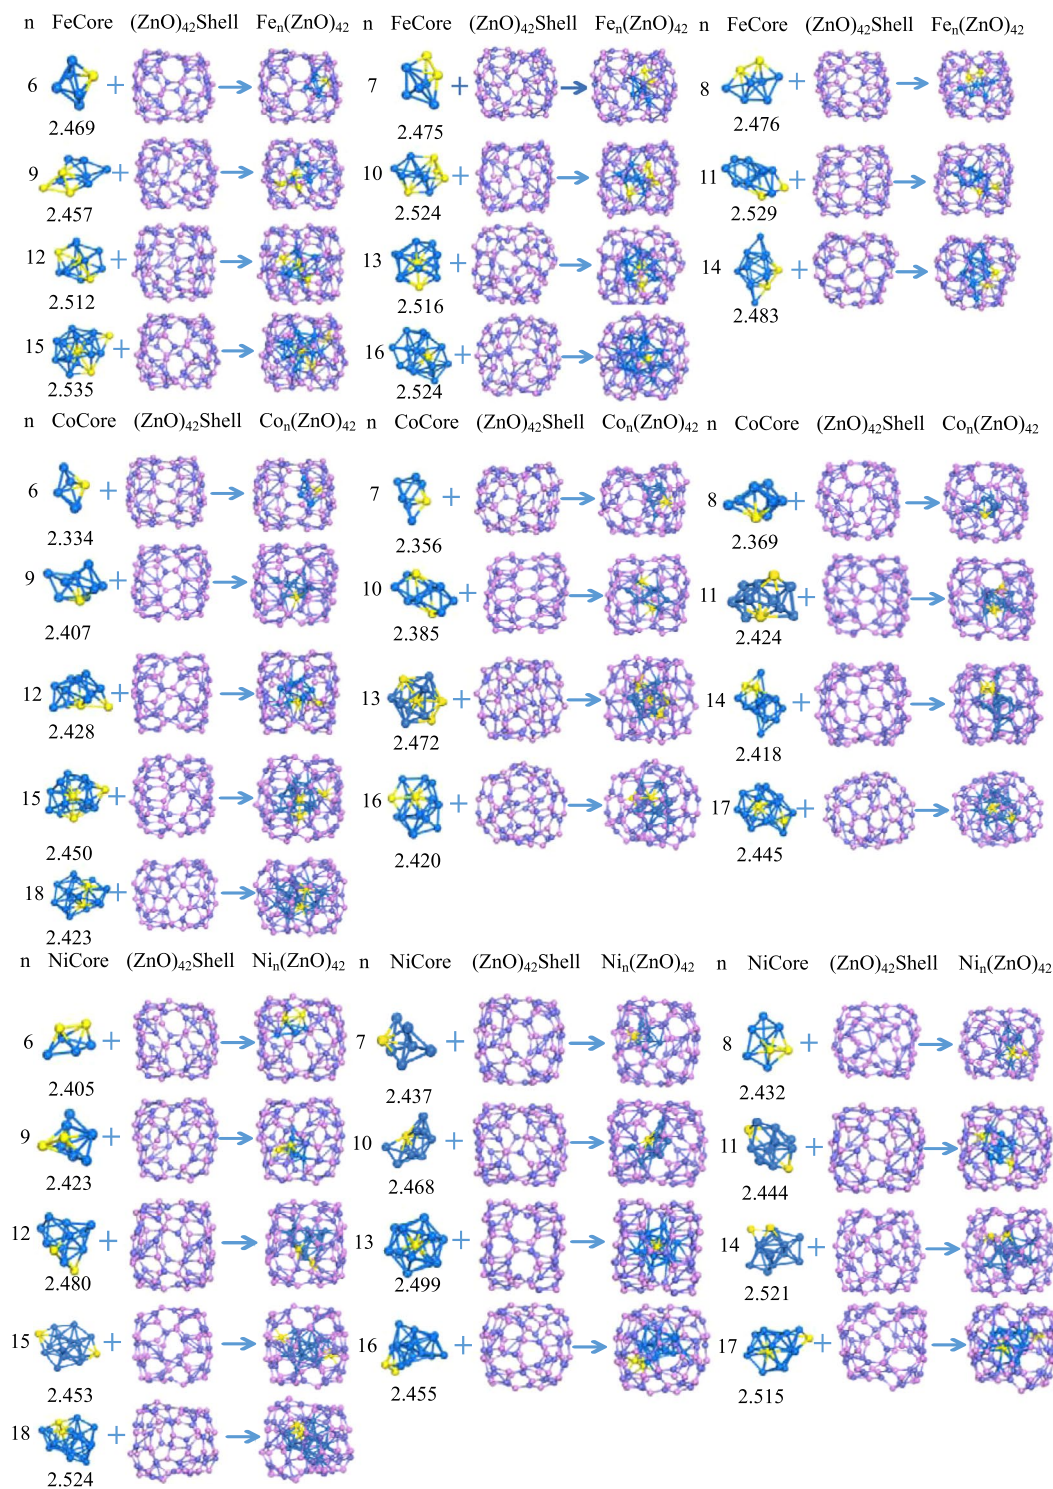 n FeCore (ZnO)₄₂Shell Feₙ(ZnO)₄₂ n FeCore (ZnO)₄₂Shell Feₙ(ZnO)₄₂ n FeCore (ZnO)₄₂Shell Feₙ(ZnO)₄₂
6 + 7 + 8 +
2.469 2.475 2.476
9 + 10 + 11 +
2.457 2.524 2.529
12 + 13 + 14 +
2.512 2.516 2.483
15 + 16 +
2.535 2.524
n CoCore (ZnO)₄₂Shell Coₙ(ZnO)₄₂ n CoCore (ZnO)₄₂Shell Coₙ(ZnO)₄₂ n CoCore (ZnO)₄₂Shell Coₙ(ZnO)₄₂
6 + 7 + 8 +
2.334 2.356 2.369
9 + 10 + 11 +
2.407 2.385 2.424
12 + 13 + 14 +
2.428 2.472 2.418
15 + 16 + 17 +
2.450 2.420 2.445
18 +
2.423
n NiCore (ZnO)₄₂Shell Niₙ(ZnO)₄₂ n NiCore (ZnO)₄₂Shell Niₙ(ZnO)₄₂ n NiCore (ZnO)₄₂Shell Niₙ(ZnO)₄₂
6 + 7 + 8 +
2.405 2.437 2.432
9 + 10 + 11 +
2.423 2.468 2.444
12 + 13 + 14 +
2.480 2.499 2.521
15 + 16 + 17 +
2.453 2.455 2.515
18 +
2.524